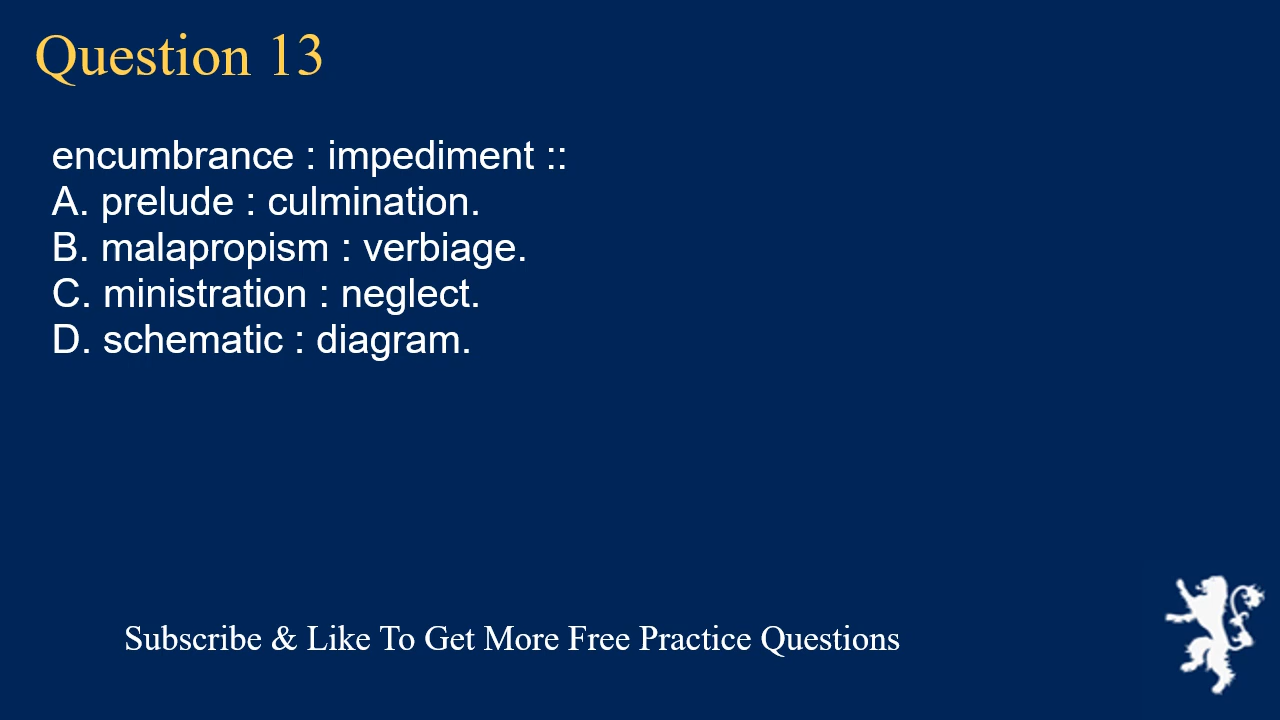 Question 13
encumbrance : impediment ::
A. prelude : culmination.
B. malapropism : verbiage.
C. ministration : neglect.
D. schematic : diagram.
Subscribe & Like To Get More Free Practice Questions